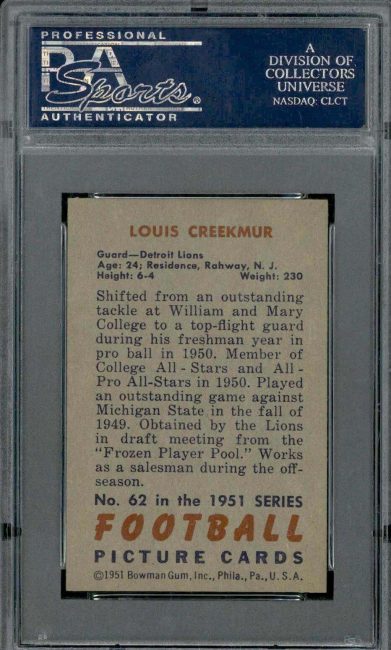 PROFESSIONAL
PSA
Sports®
AUTHENTICATOR
A
DIVISION OF
COLLECTORS
UNIVERSE
NASDAQ: CLCT
LOUIS CREEKMUR
Guard—Detroit Lions
Age: 24; Residence, Rahway, N. J.
Height: 6-4 Weight: 230
Shifted from an outstanding
tackle at William and Mary
College to a top-flight guard
during his freshman year in
pro ball in 1950. Member of
College All-Stars and All-
Pro All-Stars in 1950. Played
an outstanding game against
Michigan State in the fall of
1949. Obtained by the Lions
in draft meeting from the
"Frozen Player Pool." Works
as a salesman during the off-
season.
No. 62 in the 1951 SERIES
FOOTBALL
PICTURE CARDS
©1951 Bowman Gum, Inc., Phila., Pa., U.S.A.